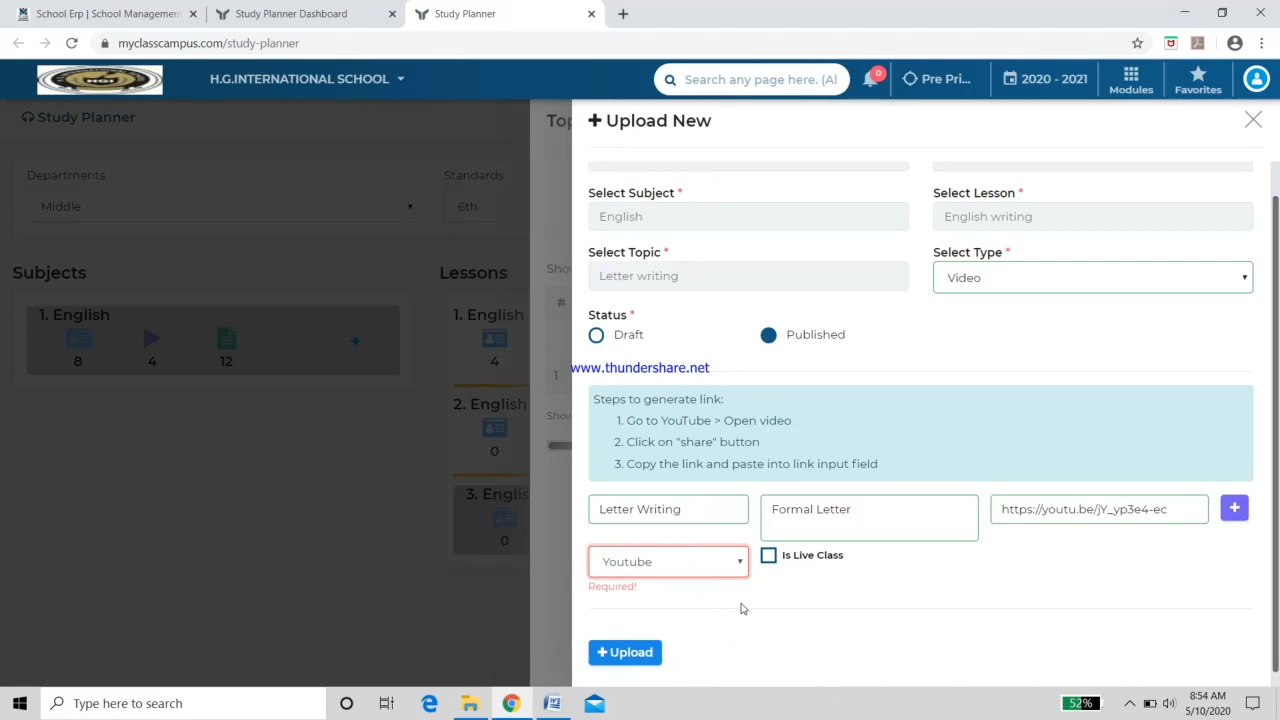 School Erp | School Management
Study Planner Dashboard
Study Planner
myclasscampus.com/study-planner
H.G.INTERNATIONAL SCHOOL
Search any page here. (Al
0
Pre Pri...
2020 - 2021
Modules
Favorites
Study Planner
Top
Upload New
Departments
Standards
Middle
6th
Select Subject *
Select Lesson *
English
English writing
Select Topic *
Select Type *
Letter writing
Video
Subjects
Lessons
Show
#
1. English
8
4
12
1. English
4
2. English
0
3. Englis
0
1
Show
Status *
Draft
Published
www.thundershare.net
Steps to generate link:
1. Go to YouTube > Open video
2. Click on "share" button
3. Copy the link and paste into link input field
Letter Writing
Formal Letter
https://youtu.be/jY_yp3e4-ec
Youtube
Is Live Class
Required!
Upload
Type here to search
52%
8:54 AM
5/10/2020